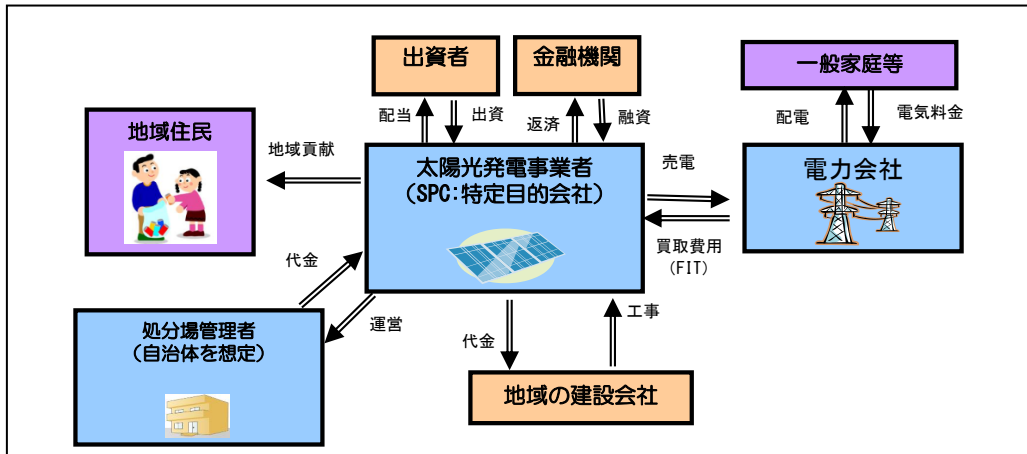 出資者
金融機関
一般家庭等
配当
出資
返済
融資
配電
電気料金
地域住民
地域貢献
太陽光発電事業者
（SPC：特定目的会社）
売電
電力会社
買取費用
(FIT)
代金
運営
処分場管理者
（自治体を想定）
代金
工事
地域の建設会社